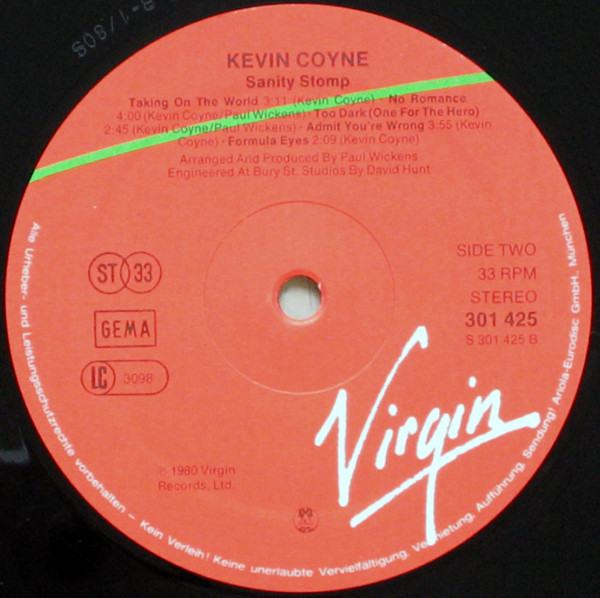 KEVIN COYNE
Sanity Stomp
Taking On The World 3:11 (Kevin Coyne) · No Romance
4:00 (Kevin Coyne/Paul Wickens) · Too Dark (One For The Hero)
2:45 (Kevin Coyne/Paul Wickens) · Admit You're Wrong 3:55 (Kevin
Coyne) · Formula Eyes 2:09 (Kevin Coyne)
Arranged And Produced By Paul Wickens
Engineered At Bury St. Studios By David Hunt
ST 33
GEMA
LC 3098
SIDE TWO
33 RPM
STEREO
301 425
S 301 425 B
Virgin
℗ 1980 Virgin
Records, Ltd.
Alle Urheber- und Leistungsschutzrechte vorbehalten – Kein Verleih! Keine unerlaubte Vervielfältigung, Vermietung, Aufführung, Sendung! Ariola-Eurodisc GmbH, München